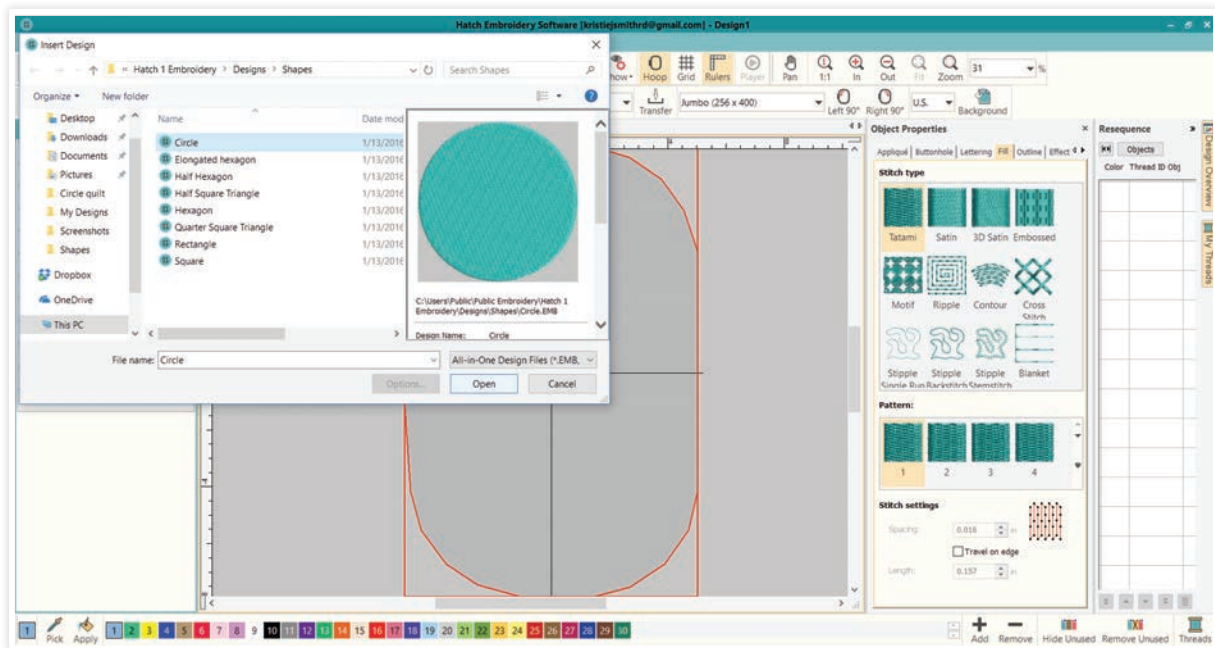 Hatch Embroidery Software [kristiejsmithrd@gmail.com] - Design1
Insert Design
« Hatch 1 Embroidery > Designs > Shapes
Search Shapes
Organize
New folder
Desktop
Downloads
Documents
Pictures
Circle quilt
My Designs
Screenshots
Shapes
Dropbox
OneDrive
This PC
Name
Date mod
Circle 1/13/2016
Elongated hexagon 1/13/2016
Half Hexagon 1/13/2016
Half Square Triangle 1/13/2016
Hexagon 1/13/2016
Quarter Square Triangle 1/13/2016
Rectangle 1/13/2016
Square 1/13/2016
C:\Users\Public\Public Embroidery\Hatch 1
Embroidery\Designs\Shapes\Circle.EMB
Design Name: Circle
File name: Circle
All-in-One Design Files (*.EMB,
Options...
Open
Cancel
Hoop Grid Rulers Player Pan 1:1 In Out Fit Zoom 31 %
Transfer Jumbo (256 x 400) Left 90° Right 90° U.S. Background
Object Properties
Appliqué Buttonhole Lettering Fill Outline Effect
Stitch type
Tatami Satin 3D Satin Embossed
Motif Ripple Contour Cross
Stitch
Stipple Stipple Stipple Blanket
Single Run Backstitch Stemstitch
Pattern:
1 2 3 4
Stitch settings
Spacing: 0.016 in
Travel on edge
Length: 0.157 in
Resequence
Objects
Color Thread ID Obj
Design Overview
My Threads
1 Pick Apply 1 2 3 4 5 6 7 8 9 10 11 12 13 14 15 16 17 18 19 20 21 22 23 24 25 26 27 28 29 30
Add Remove Hide Unused Remove Unused Threads